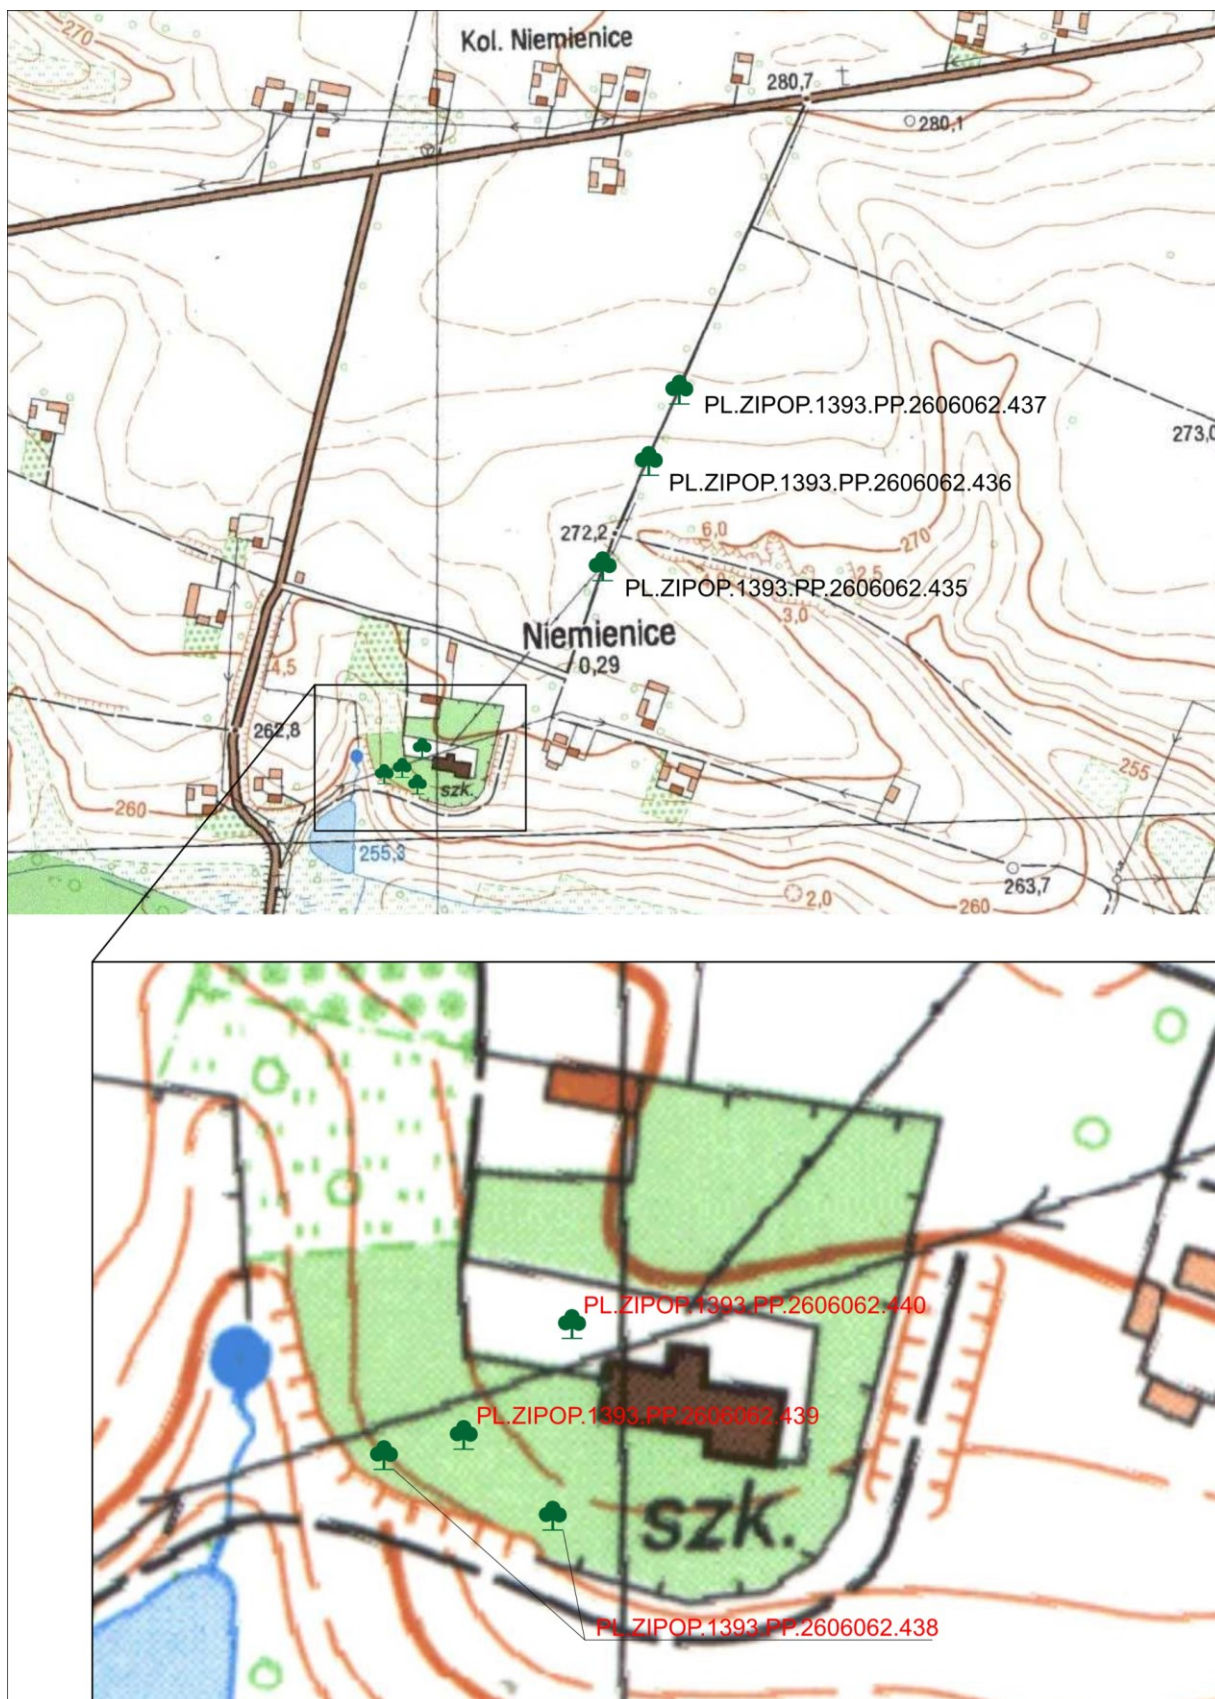 270
Kol. Niemienice
280,7
280,1
PL.ZIPOP.1393.PP.2606062.437
273,0
PL.ZIPOP.1393.PP.2606062.436
272,2
6,0
270
2,5
PL.ZIPOP.1393.PP.2606062.435
3,0
Niemienice
0,29
4,5
262,8
255
szk.
260
255,3
263,7
2,0
260
PL.ZIPOP.1393.PP.2606062.440
PL.ZIPOP.1393.PP.2606062.439
szk.
PL.ZIPOP.1393.PP.2606062.438